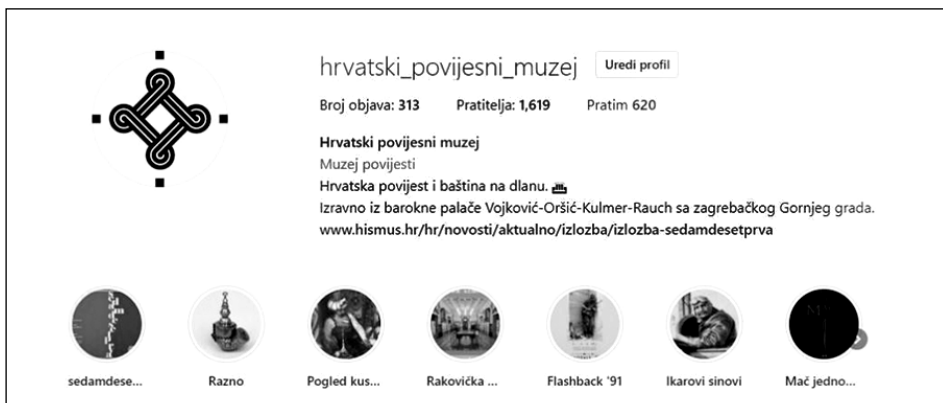 hrvatski_povijesni_muzej Uredi profil
Broj objava: 313 Pratitelja: 1,619 Pratim 620
Hrvatski povijesni muzej
Muzej povijesti
Hrvatska povijest i baština na dlanu.
Izravno iz barokne palače Vojković-Oršić-Kulmer-Rauch sa zagrebačkog Gornjeg grada.
www.hismus.hr/hr/novosti/aktualno/izlozba/izlozba-sedamdesetprva
sedamdese... Razno Pogled kus... Rakovička ... Flashback '91 Ikarovi sinovi Mač jedno...